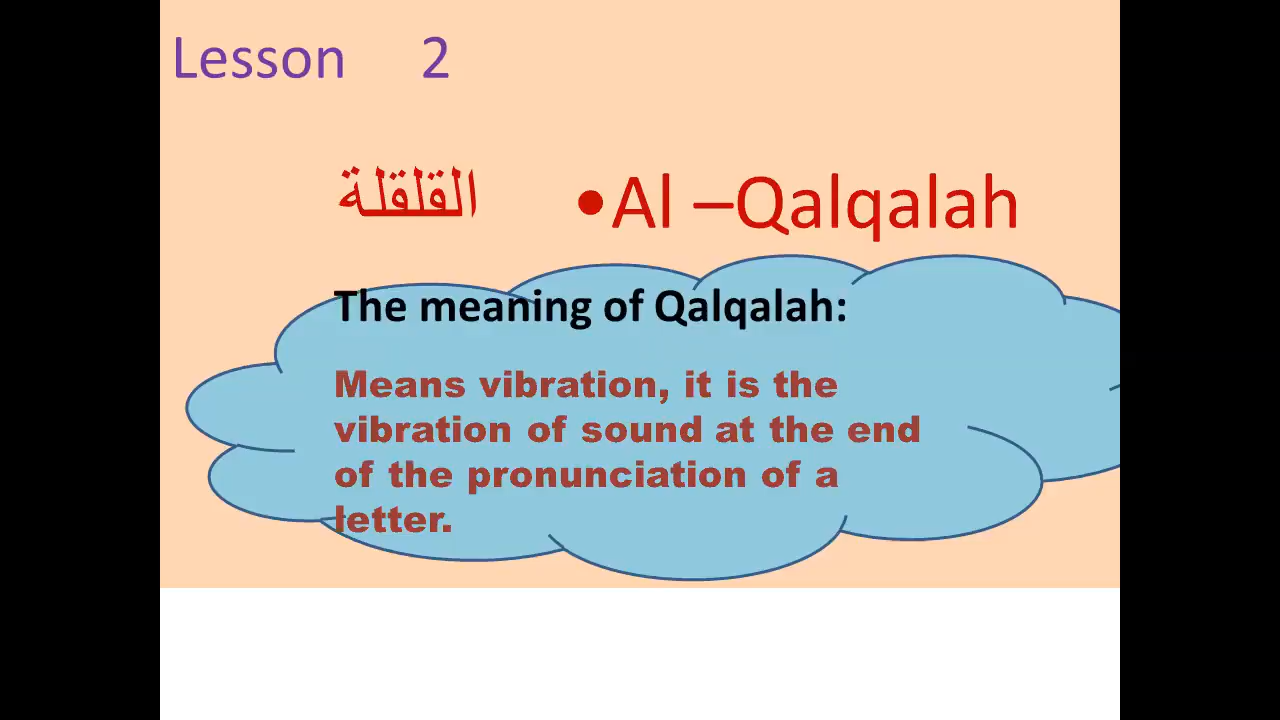 Lesson 2
القلقلة •Al –Qalqalah
The meaning of Qalqalah:
Means vibration, it is the
vibration of sound at the end
of the pronunciation of a
letter.